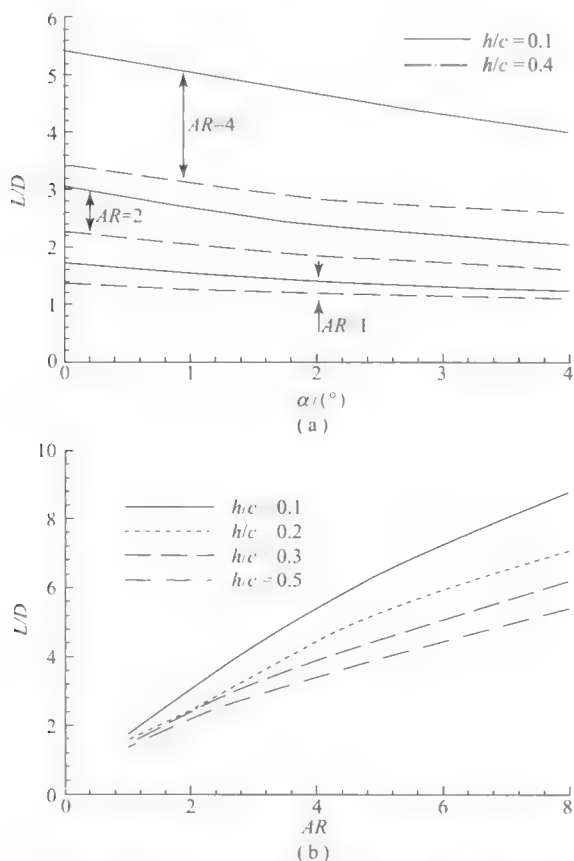 6
5
4
3
2
1
0
L/D
h/c = 0.1
h/c = 0.4
AR=4
AR=2
AR=1
0
1
2
3
4
α/(°)
(a)
10
8
6
4
2
0
L/D
h/c = 0.1
h/c = 0.2
h/c = 0.3
h/c = 0.5
0
2
4
6
8
AR
(b)